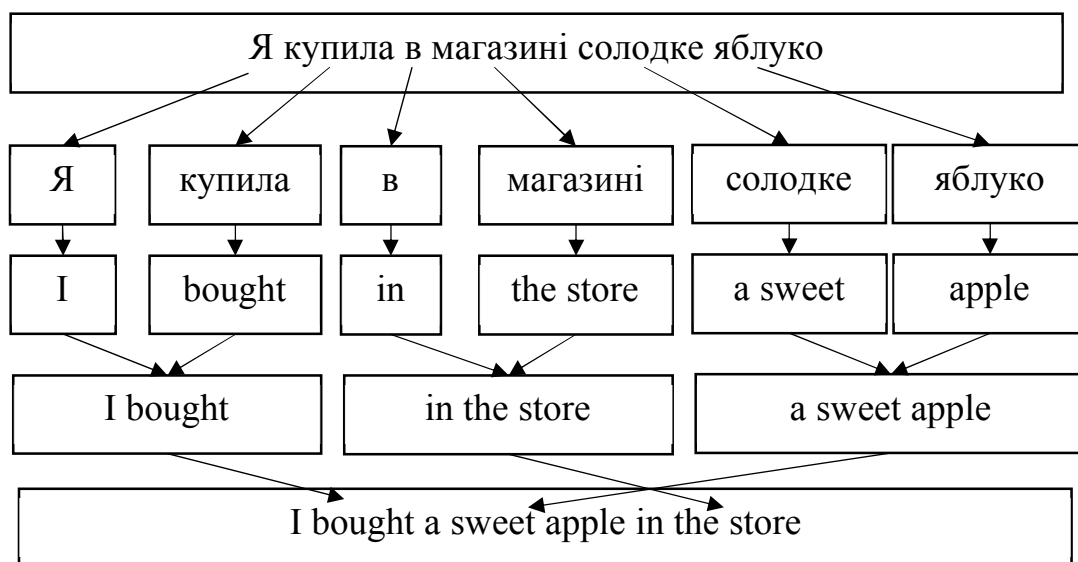 Я купила в магазині солодке яблуко
Я купила в магазині солодке яблуко
I bought in the store a sweet apple
I bought in the store a sweet apple
I bought a sweet apple in the store